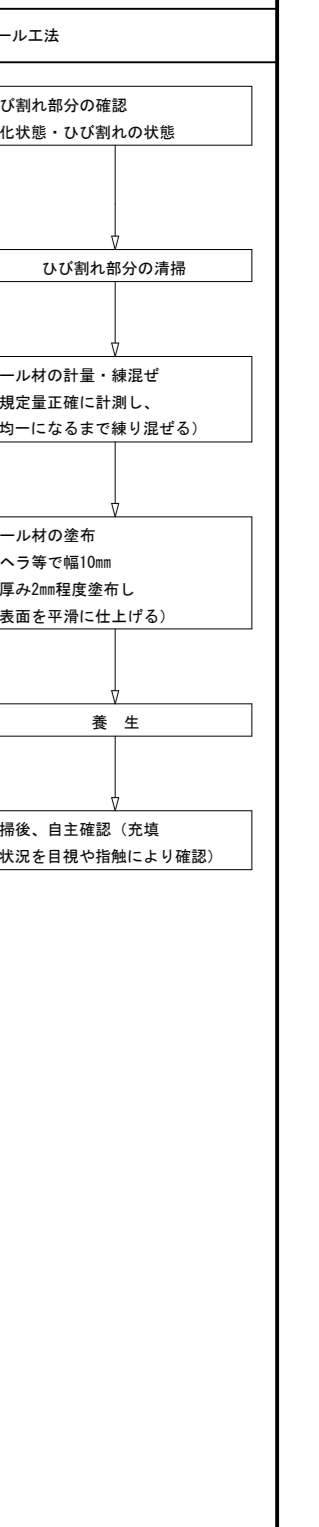 ール工法
び割れ部分の確認
化状態・ひび割れの状態
ひび割れ部分の清掃
ール材の計量・練混ぜ
規定量正確に計測し、
均一になるまで練り混ぜる）
ール材の塗布
ヘラ等で幅10㎜
厚み2㎜程度塗布し
表面を平滑に仕上げる）
養　生
掃後、自主確認（充填
状況を目視や指触により確認）